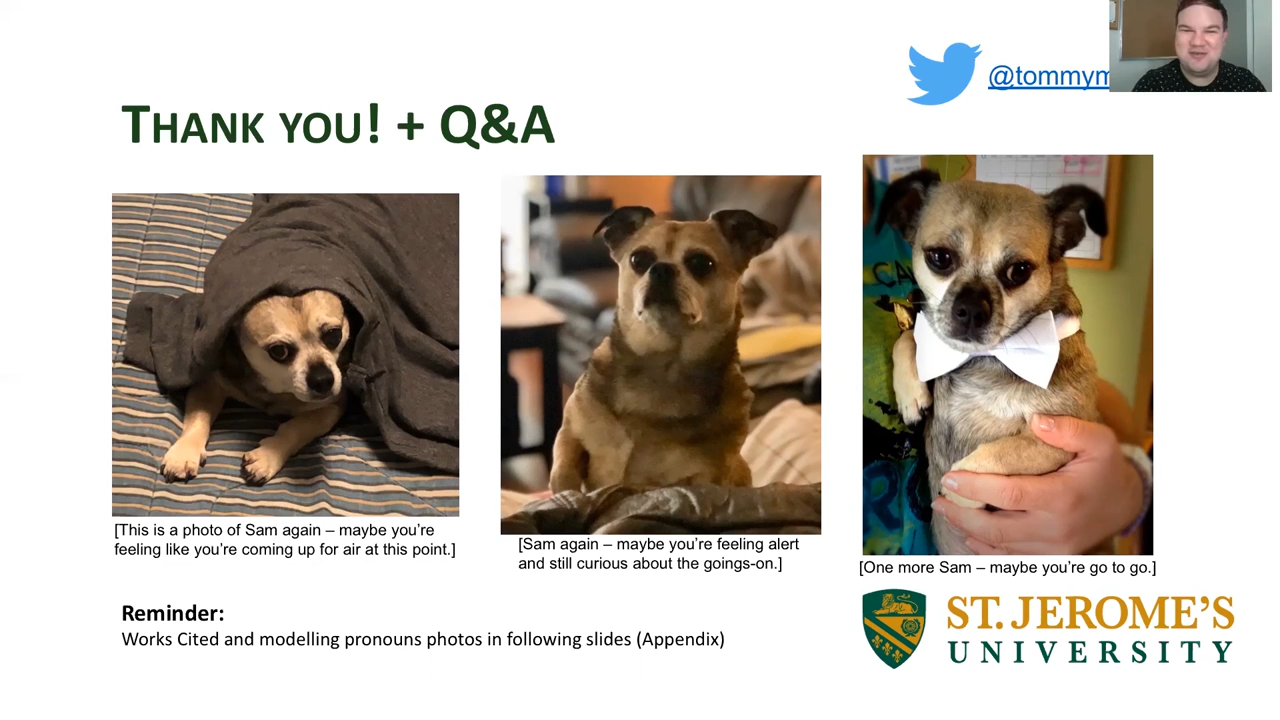 @tommym
THANK YOU! + Q&A
[This is a photo of Sam again – maybe you're
feeling like you're coming up for air at this point.]
[Sam again – maybe you're feeling alert
and still curious about the goings-on.]
[One more Sam – maybe you're go to go.]
Reminder:
Works Cited and modelling pronouns photos in following slides (Appendix)
ST. JEROME'S
UNIVERSITY